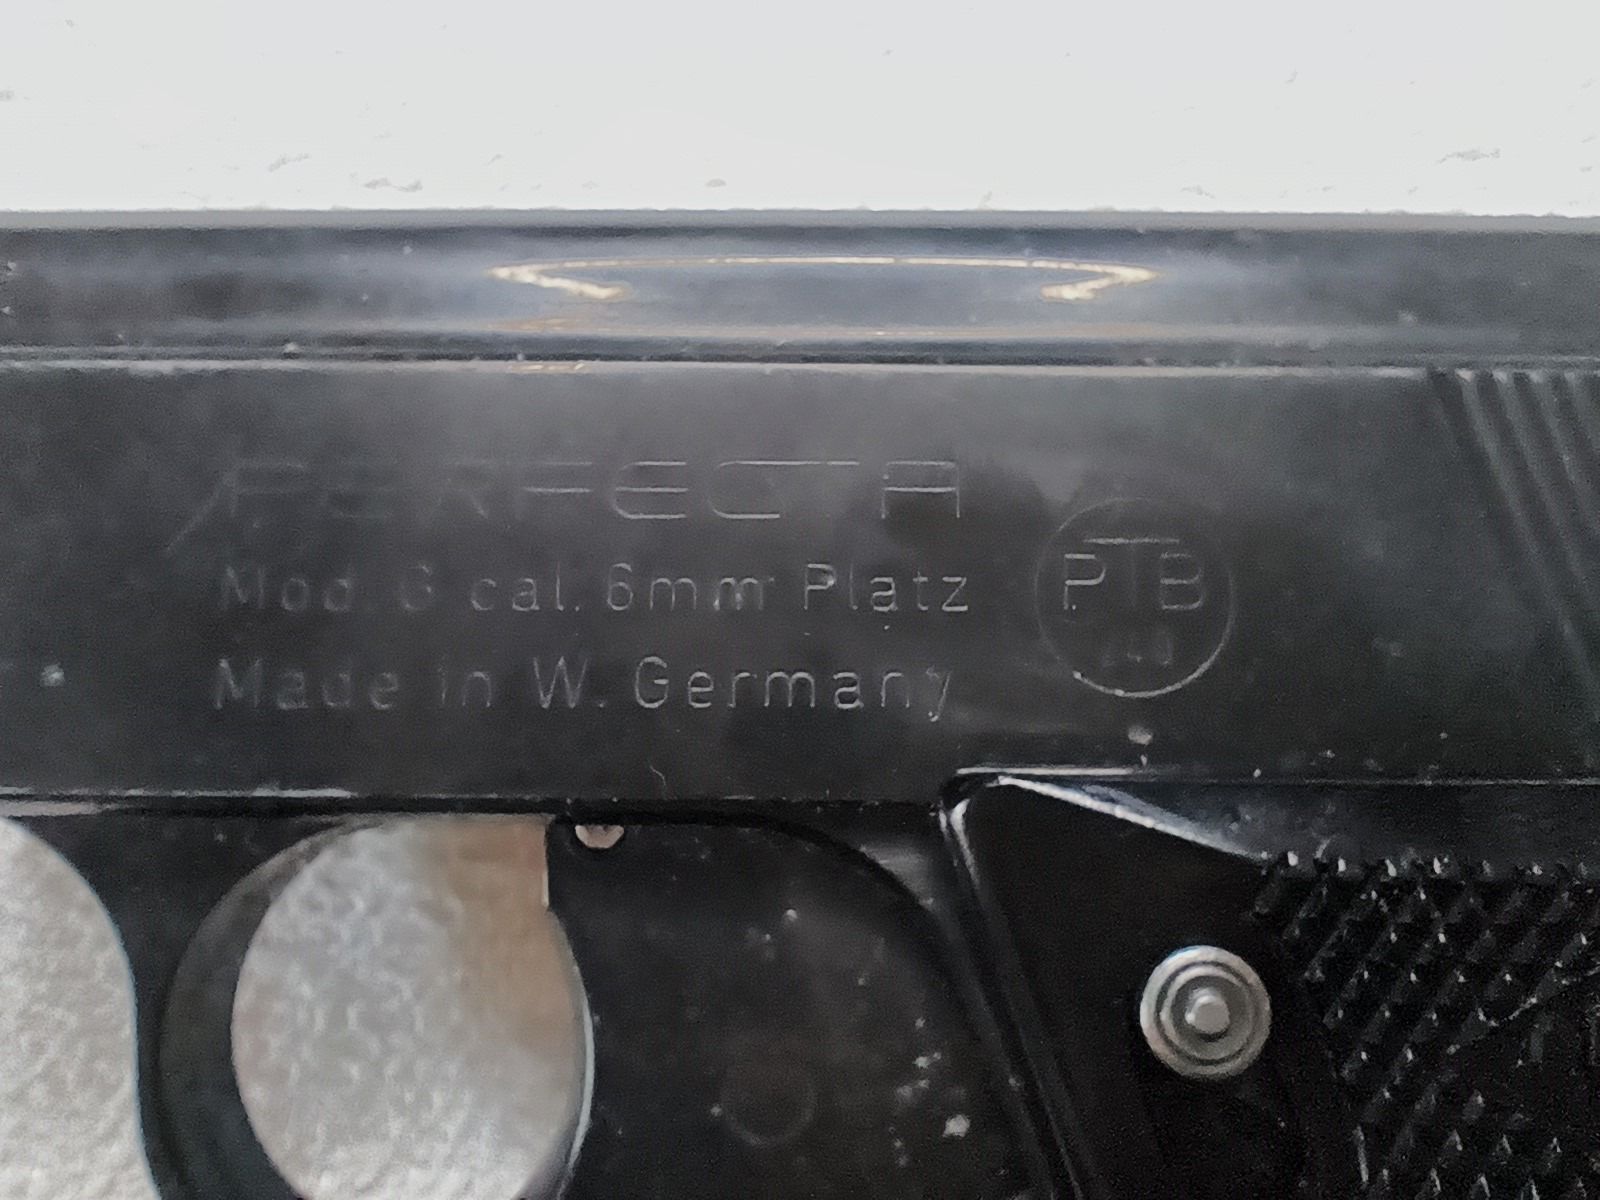 PERFECTA
Mod. G cal. 6mm Platz
Made in W. Germany
PTB